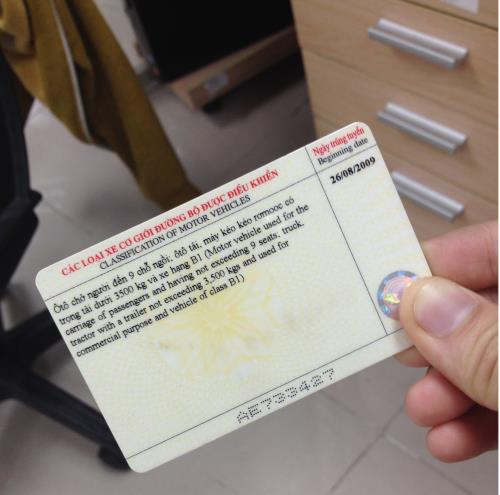 CÁC LOẠI XE CƠ GIỚI ĐƯỜNG BỘ ĐƯỢC ĐIỀU KHIỂN
CLASSIFICATION OF MOTOR VEHICLES
Ngày trúng tuyển
Beginning date
Ôtô chở người đến 9 chỗ ngồi; ôtô tải, máy kéo kéo rơmooc có
trọng tải dưới 3500 kg và xe hạng B1 (Motor vehicle used for the
carriage of passengers and having not exceeding 9 seats; truck,
tractor with a trailer not exceeding 3,500 kgs and used for
commercial purpose and vehicle of class B1)
26/08/2009
AE733427